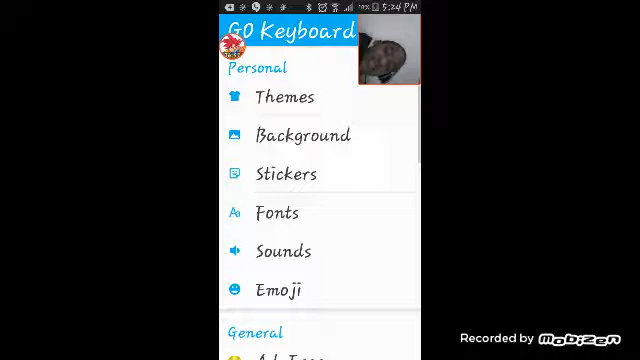 5:24 PM
GO Keyboard
Personal
Themes
Background
Stickers
Fonts
Sounds
Emoji
General
Recorded by Mobizen